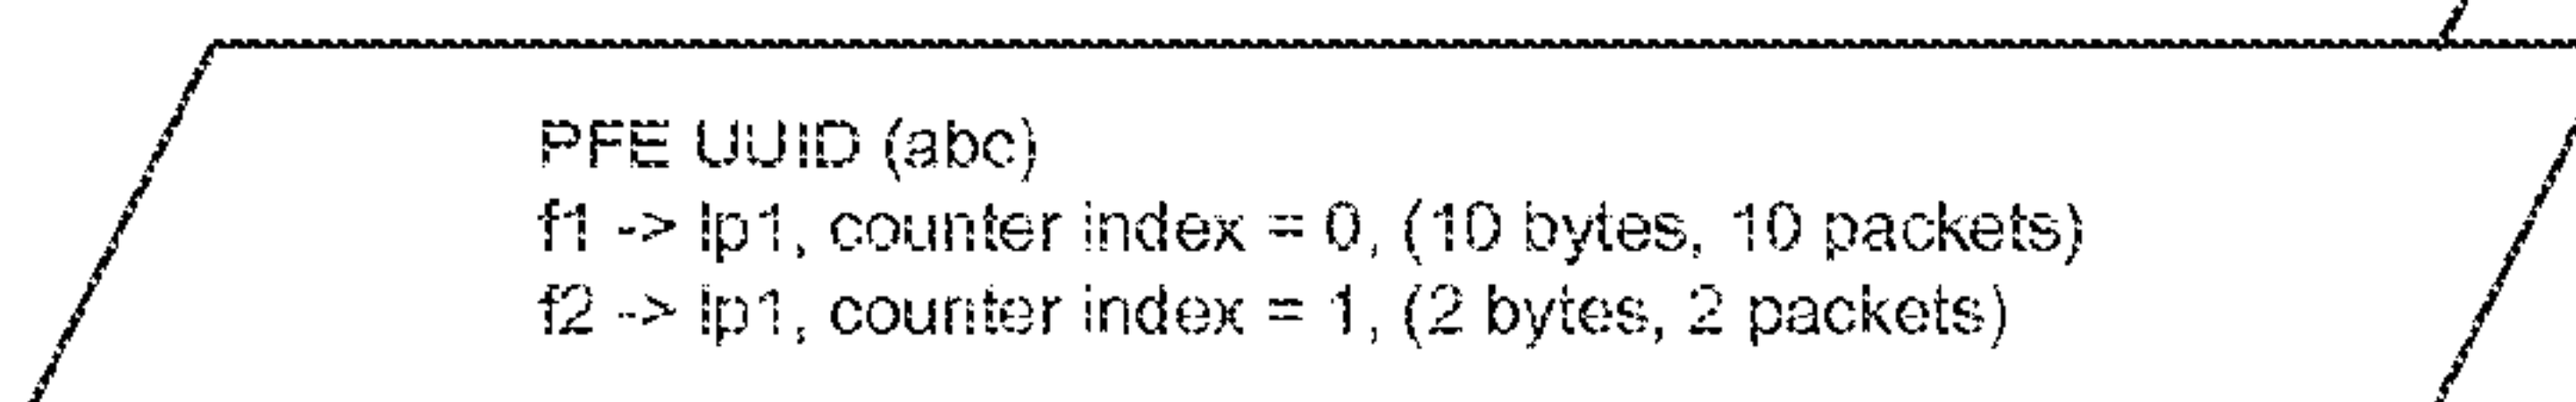 PFE UUID (abc)
f1 -> lp1, counter index = 0, (10 bytes, 10 packets)
f2 -> lp1, counter index = 1, (2 bytes, 2 packets)